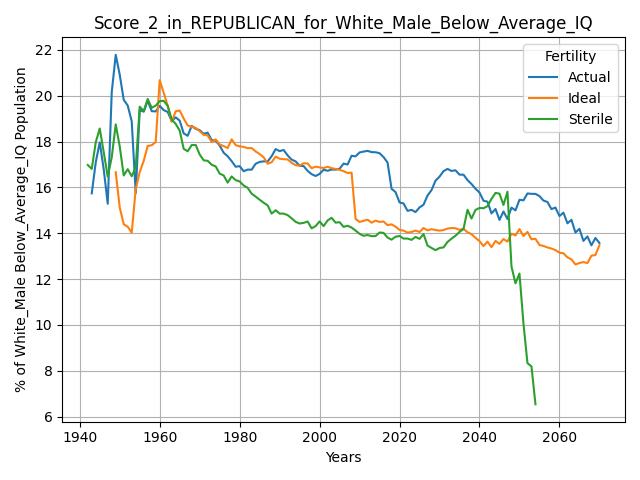 Score_2_in_REPUBLICAN_for_White_Male_Below_Average_IQ
% of White_Male Below_Average_IQ Population
22
20
18
16
14
12
10
8
6
Fertility
Actual
Ideal
Sterile
1940
1960
1980
2000
2020
2040
2060
Years